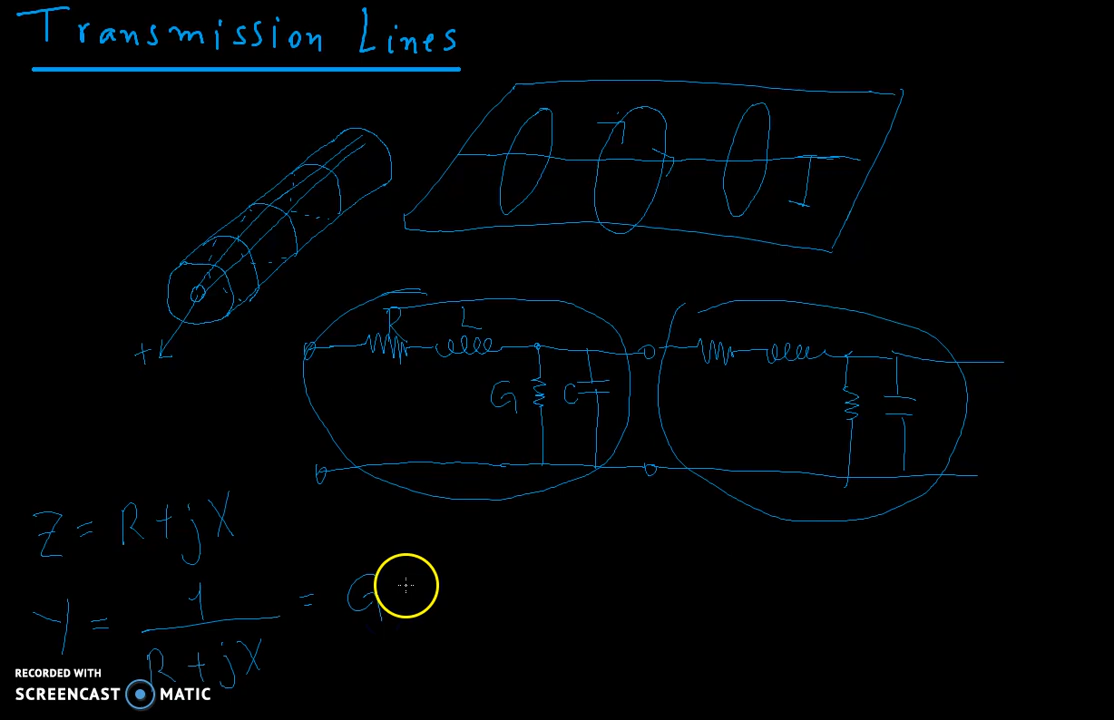 Transmission Lines
I
+z
R L
G C
Z = R + jX
Y = 1 / R + jX = G
RECORDED WITH
SCREENCAST MATIC